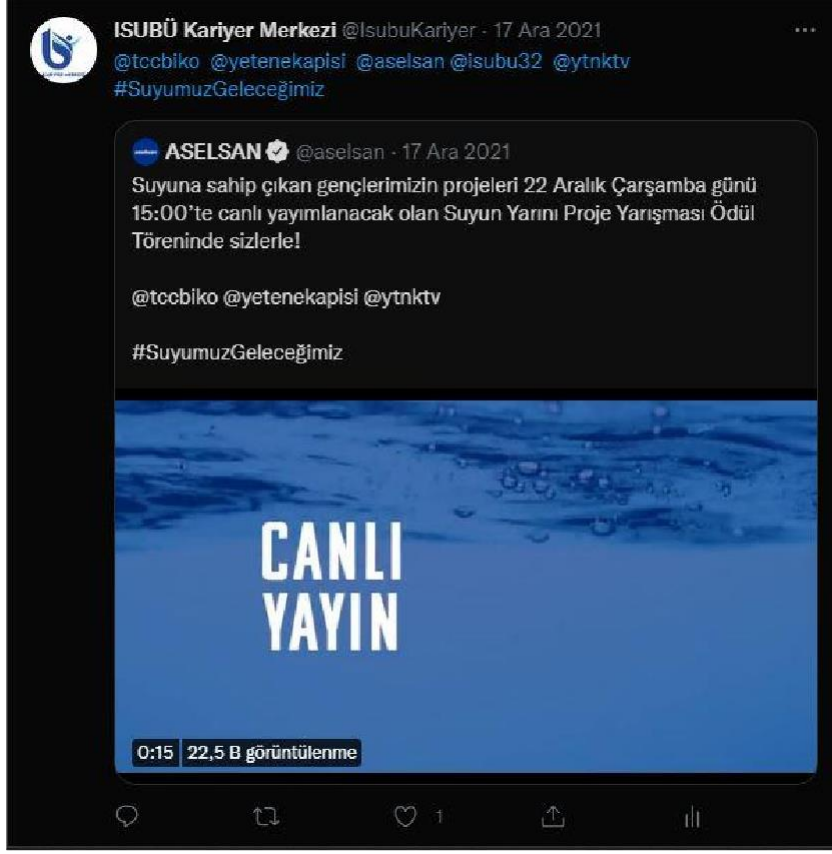 ISUBÜ Kariyer Merkezi @IsubuKariyer · 17 Ara 2021
@tccbiko @yetenekapisi @aselsan @isubu32 @ytnktv
#SuyumuzGeleceğimiz
ASELSAN @aselsan · 17 Ara 2021
Suyuna sahip çıkan gençlerimizin projeleri 22 Aralık Çarşamba günü
15:00'te canlı yayımlanacak olan Suyun Yarını Proje Yarışması Ödül
Töreninde sizlerle!
@tccbiko @yetenekapisi @ytnktv
#SuyumuzGeleceğimiz
CANLI
YAYIN
0:15 22,5 B görüntülenme
1